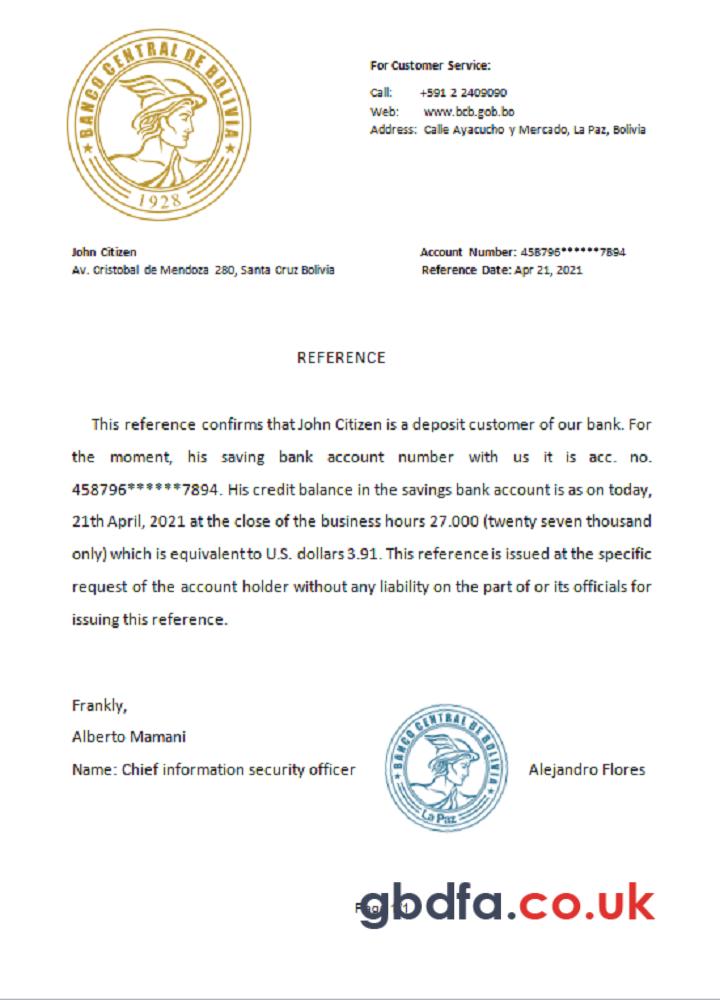 BANCO CENTRAL DE BOLIVIA
1928
For Customer Service:
Call: +591 2 2409090
Web: www.bcb.gob.bo
Address: Calle Ayacucho y Mercado, La Paz, Bolivia
John Citizen
Av. Cristobal de Mendoza 280, Santa Cruz Bolivia
Account Number: 458796******7894
Reference Date: Apr 21, 2021
REFERENCE
This reference confirms that John Citizen is a deposit customer of our bank. For
the moment, his saving bank account number with us it is acc. no.
458796******7894. His credit balance in the savings bank account is as on today,
21th April, 2021 at the close of the business hours 27.000 (twenty seven thousand
only) which is equivalent to U.S. dollars 3.91. This reference is issued at the specific
request of the account holder without any liability on the part of or its officials for
issuing this reference.
Frankly,
Alberto Mamani
Name: Chief information security officer
BANCO CENTRAL DE BOLIVIA
La Paz
Alejandro Flores
gbdfa.co.uk